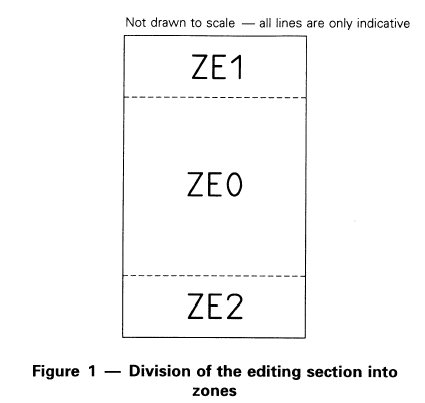 Not drawn to scale — all lines are only indicative
ZE1
ZE0
ZE2
Figure 1 — Division of the editing section into
zones